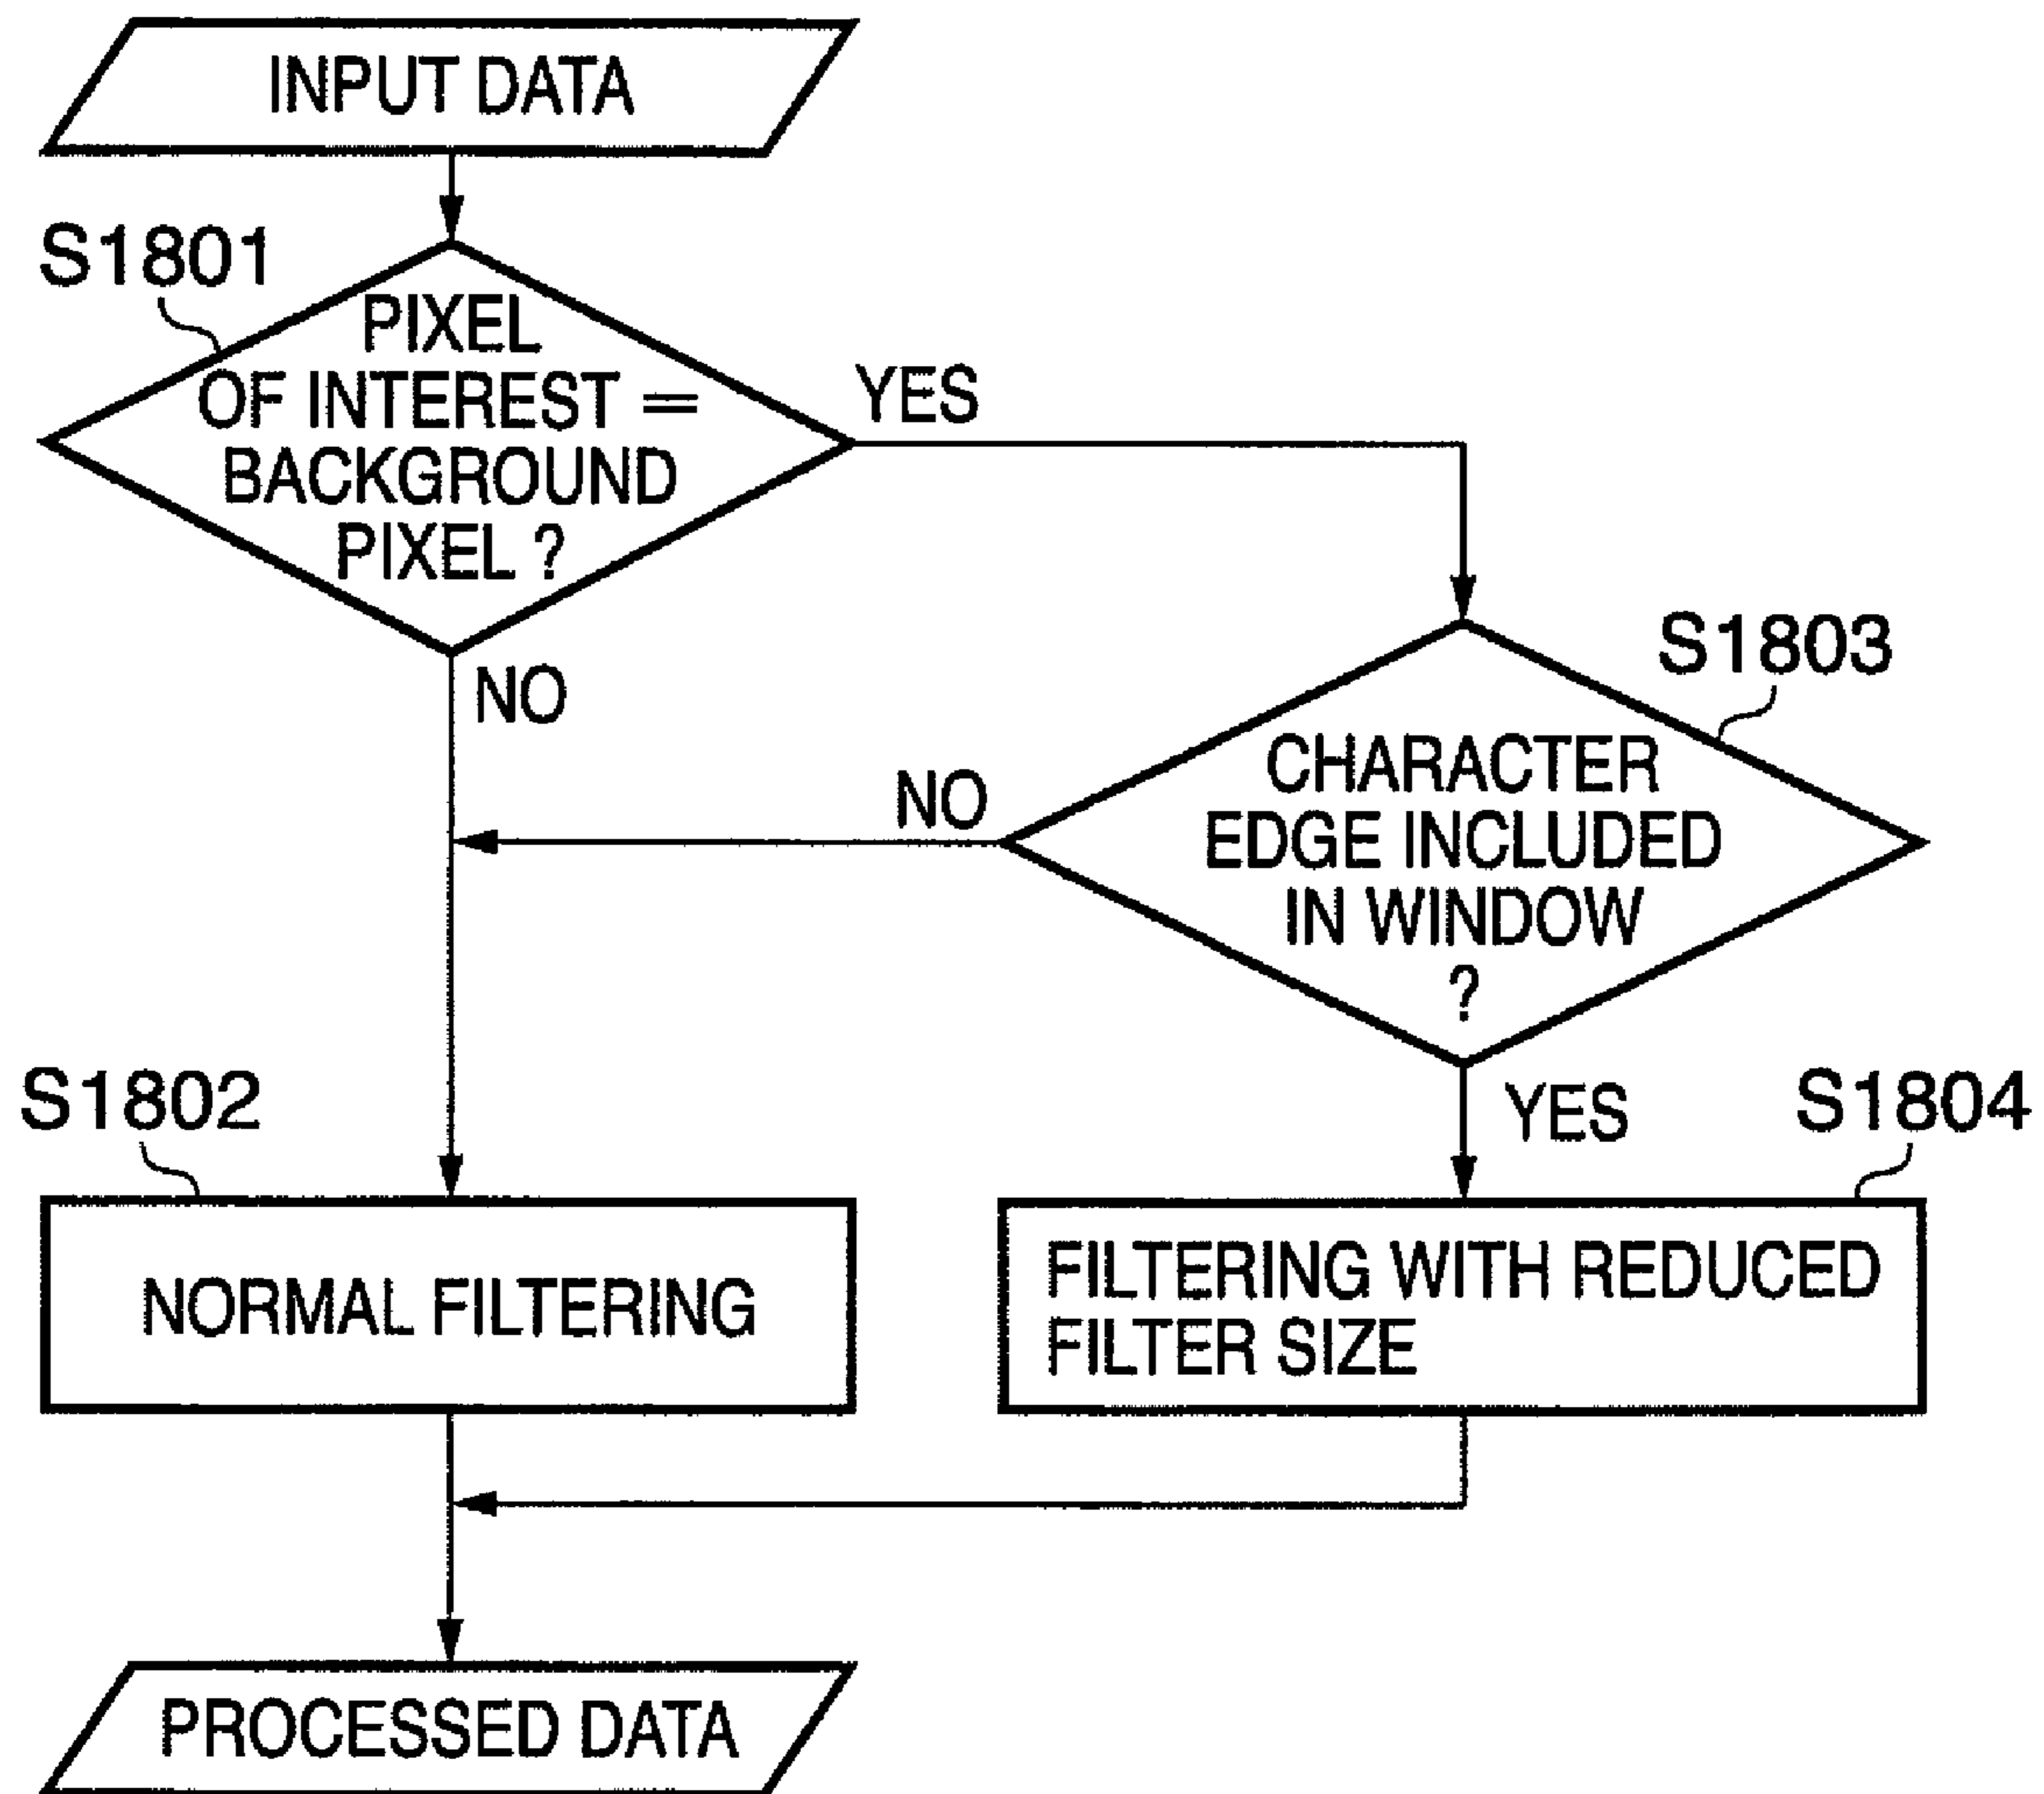 INPUT DATA
S1801
PIXEL
OF INTEREST =
BACKGROUND
PIXEL ?
YES
NO
S1803
CHARACTER
EDGE INCLUDED
IN WINDOW
?
NO
YES
S1802
NORMAL FILTERING
S1804
FILTERING WITH REDUCED
FILTER SIZE
PROCESSED DATA